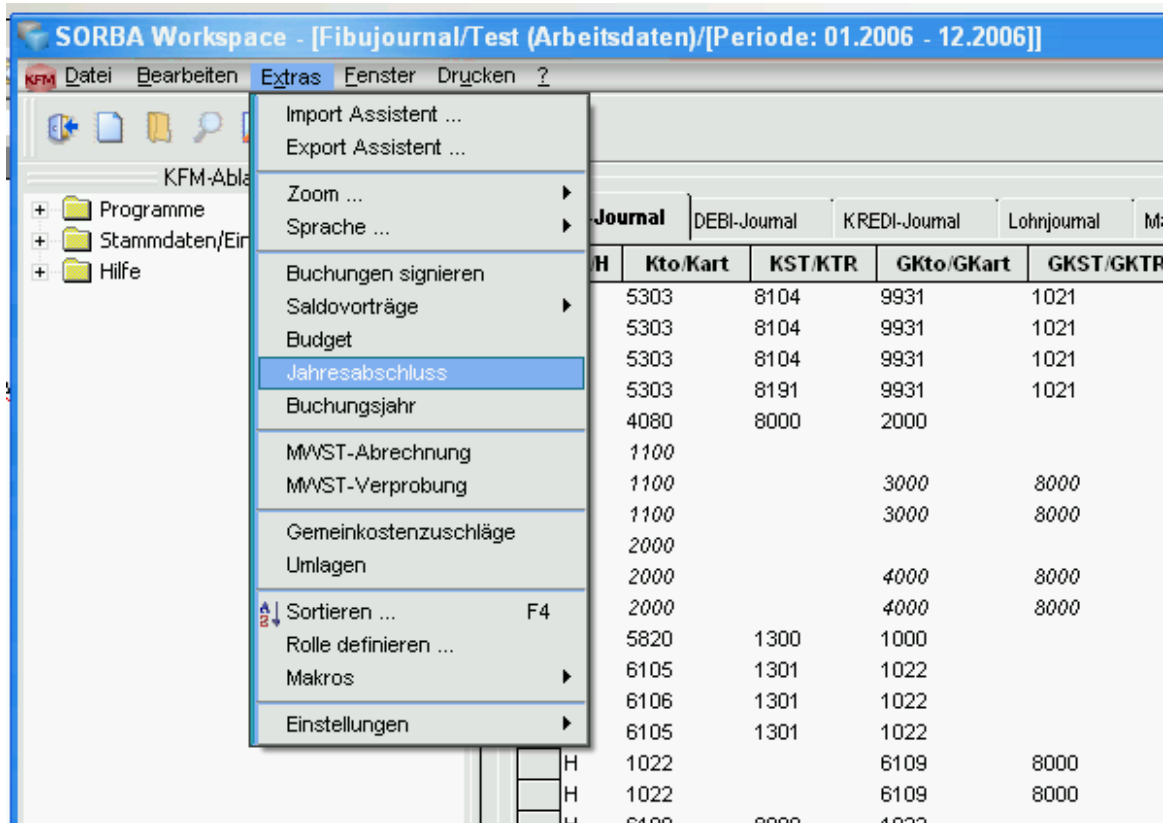 SORBA Workspace - [Fibujournal/Test (Arbeitsdaten)/[Periode: 01.2006 - 12.2006]]
KFM Datei Bearbeiten Extras Fenster Drucken ?
Import Assistent ...
Export Assistent ...
KFM-Abla
Programme
Stammdaten/Ein
Hilfe
Zoom ...
Sprache ...
Buchungen signieren
Saldovorträge
Budget
Jahresabschluss
Buchungsjahr
MWST-Abrechnung
MWST-Verprobung
Gemeinkostenzuschläge
Umlagen
Sortieren ... F4
Rolle definieren ...
Makros
Einstellungen
-Journal DEBI-Journal KREDI-Journal Lohnjournal Ma
/H Kto/Kart KST/KTR GKto/GKart GKST/GKTR
5303 8104 9931 1021
5303 8104 9931 1021
5303 8104 9931 1021
5303 8191 9931 1021
4080 8000 2000
1100
1100 3000 8000
1100 3000 8000
2000
2000 4000 8000
2000 4000 8000
5820 1300 1000
6105 1301 1022
6106 1301 1022
6105 1301 1022
H 1022 6109 8000
H 1022 6109 8000